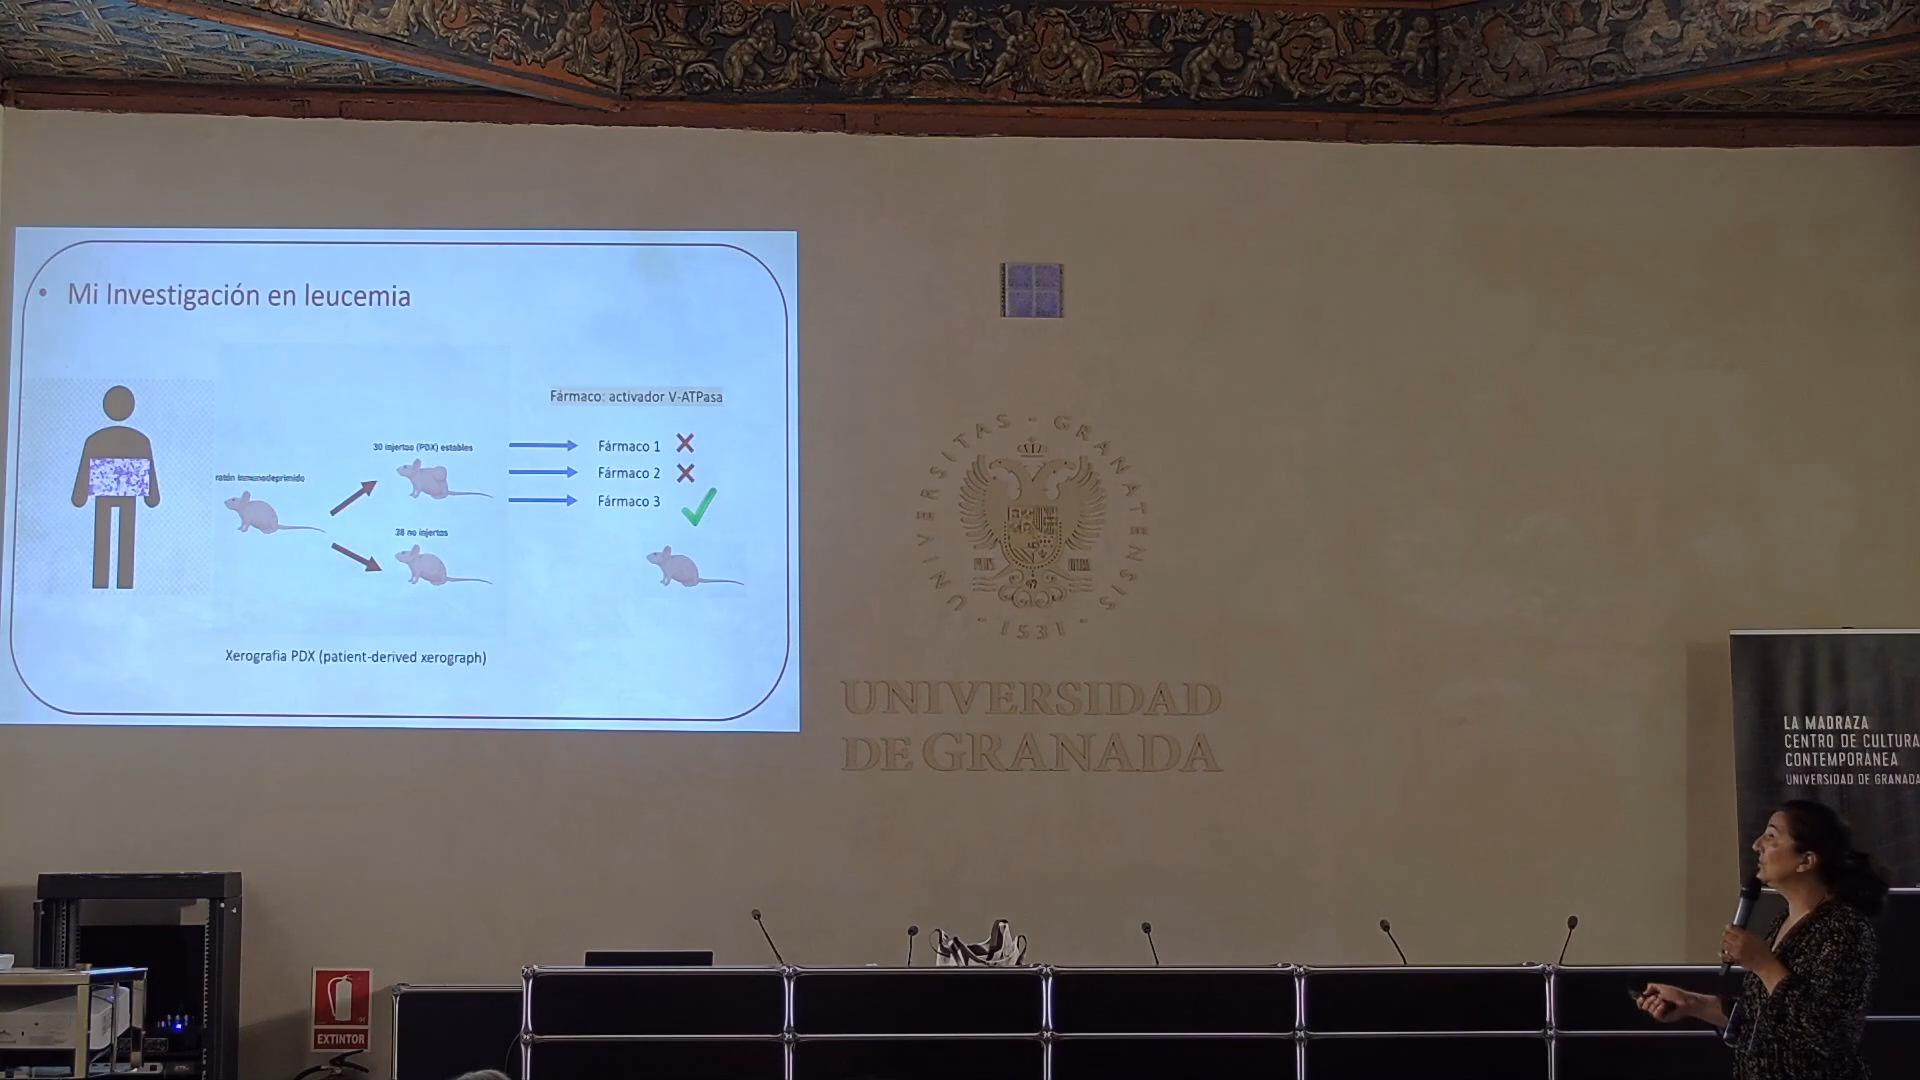 • Mi Investigación en leucemia
Fármaco: activador V-ATPasa
30 injertos (PDX) estables
Fármaco 1
Fármaco 2
ratón inmunodeprimido
Fármaco 3
38 no injertos
Xerografia PDX (patient-derived xerograph)
UNIVERSITAS · GRANATENSIS
· 1531 ·
UNIVERSIDAD
DE GRANADA
LA MADRAZA
CENTRO DE CULTURA
CONTEMPORÁNEA
UNIVERSIDAD DE GRANADA
EXTINTOR